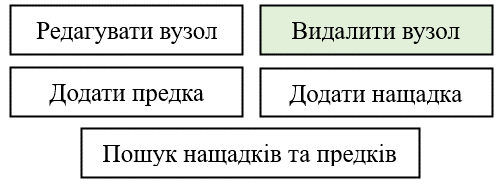 Редагувати вузол
Видалити вузол
Додати предка
Додати нащадка
Пошук нащадків та предків